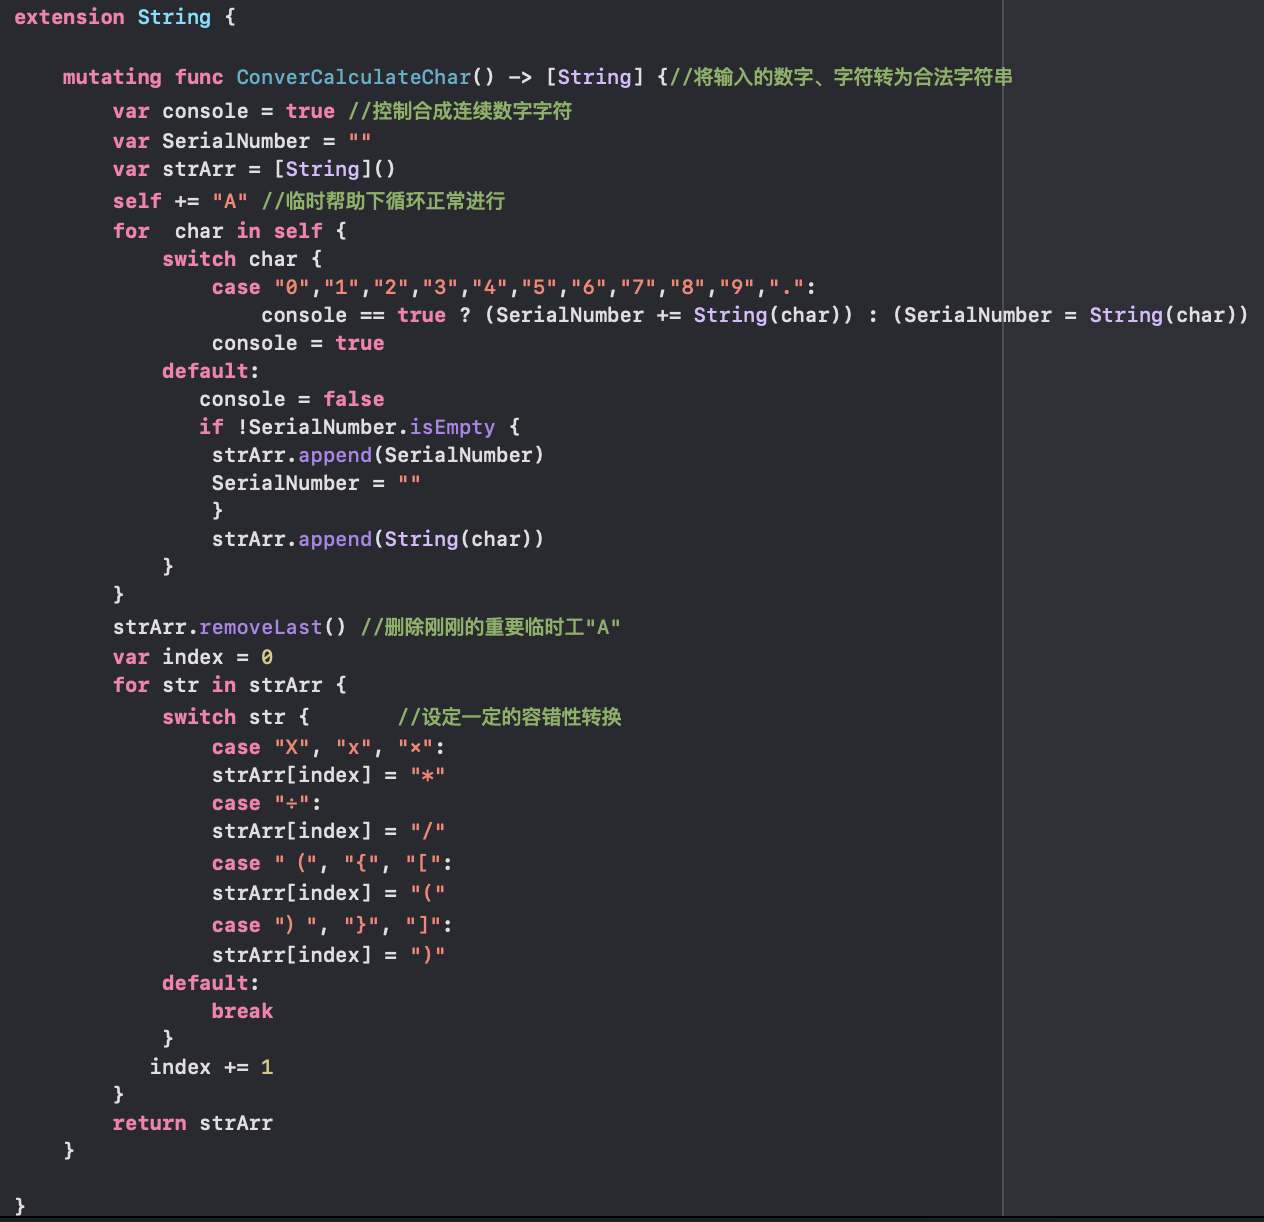 extension String {
mutating func ConverCalculateChar() -> [String] {//将输入的数字、字符转为合法字符串
var console = true //控制合成连续数字字符
var SerialNumber = ""
var strArr = [String]()
self += "A" //临时帮助下循环正常进行
for  char in self {
switch char {
case "0","1","2","3","4","5","6","7","8","9",".":
console == true ? (SerialNumber += String(char)) : (SerialNumber = String(char))
console = true
default:
console = false
if !SerialNumber.isEmpty {
strArr.append(SerialNumber)
SerialNumber = ""
}
strArr.append(String(char))
}
}
strArr.removeLast() //删除刚刚的重要临时工"A"
var index = 0
for str in strArr {
switch str {       //设定一定的容错性转换
case "X", "x", "×":
strArr[index] = "*"
case "÷":
strArr[index] = "/"
case "（", "{", "[":
strArr[index] = "("
case "）", "}", "]":
strArr[index] = ")"
default:
break
}
index += 1
}
return strArr
}
}